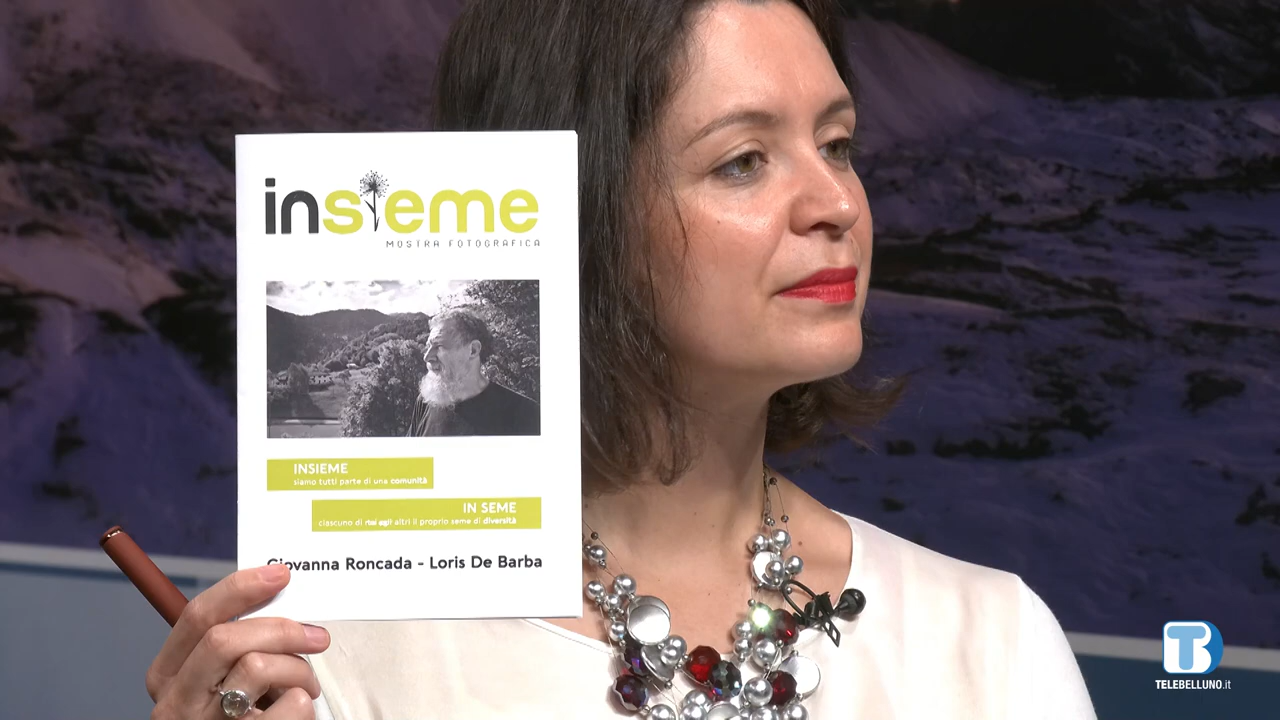 insieme
MOSTRA FOTOGRAFICA
INSIEME
siamo tutti parte di una comunità
IN SEME
ciascuno di noi agli altri il proprio seme di diversità
Giovanna Roncada - Loris De Barba
TB
TELEBELLUNO.it